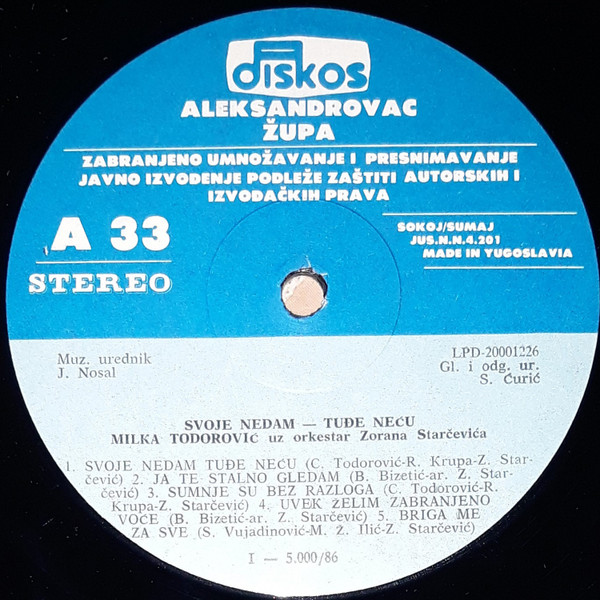 diskos
ALEKSANDROVAC
ŽUPA
ZABRANJENO UMNOŽAVANJE I PRESNIMAVANJE
JAVNO IZVOĐENJE PODLEŽE ZAŠTITI AUTORSKIH I
IZVOĐAČKIH PRAVA
A 33
STEREO
SOKOJ/SUMAJ
JUS.N.N.4.201
MADE IN YUGOSLAVIA
Muz. urednik
J. Nosal
LPD-20001226
Gl. i odg. ur.
S. Ćurić
SVOJE NEDAM — TUĐE NEĆU
MILKA TODOROVIĆ uz orkestar Zorana Starčevića
1. SVOJE NEDAM TUĐE NEĆU (C. Todorović-R. Krupa-Z. Star-
čević) 2. JA TE STALNO GLEDAM (B. Bizetić-ar. Z. Star-
čević) 3. SUMNJE SU BEZ RAZLOGA (C. Todorović-R.
Krupa-Z. Starčević) 4. UVEK ŽELIM ZABRANJENO
VOĆE (B. Bizetić-ar. Z. Starčević) 5. BRIGA ME
ZA SVE (S. Vujadinović-M. Ž. Ilić-Z. Starčević)
I — 5.000/86